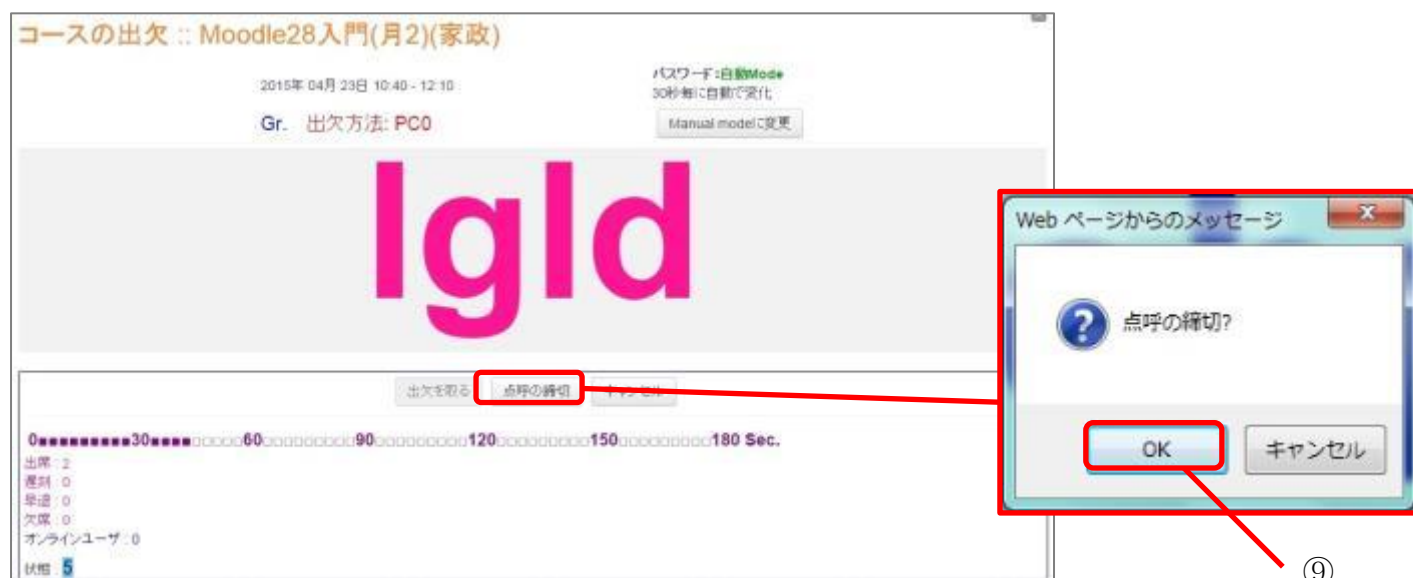 コースの出欠 :: Moodle28入門(月2)(家政)
2015年 04月 23日 10:40 - 12:10
パスワード:自動Mode
30秒毎に自動で変化
Gr. 出欠方法: PC0
Manual modeに変更
lgld
出欠を取る 点呼の締切 キャンセル
0■■■■■■■■■30■■■■□□□□□60□□□□□□□□□90□□□□□□□□□120□□□□□□□□□150□□□□□□□□□180 Sec.
出席 : 2
遅刻 : 0
早退 : 0
欠席 : 0
オンラインユーザ : 0
状態 : 5
Web ページからのメッセージ
点呼の締切?
OK キャンセル
⑨